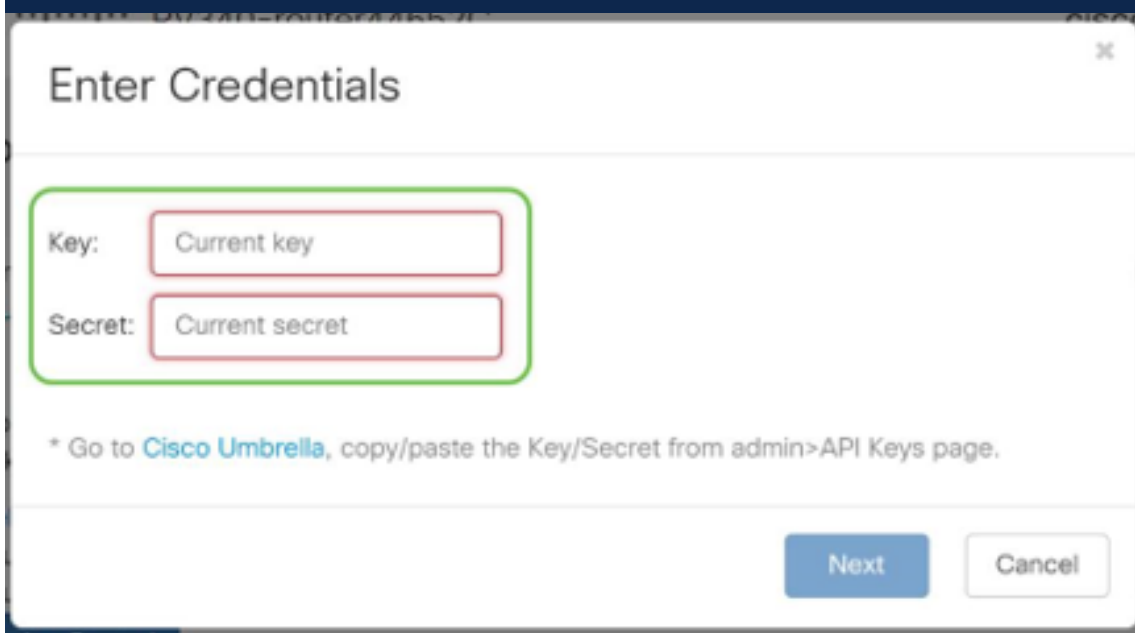 Enter Credentials
Key: Current key
Secret: Current secret
* Go to Cisco Umbrella, copy/paste the Key/Secret from admin>API Keys page.
Next Cancel